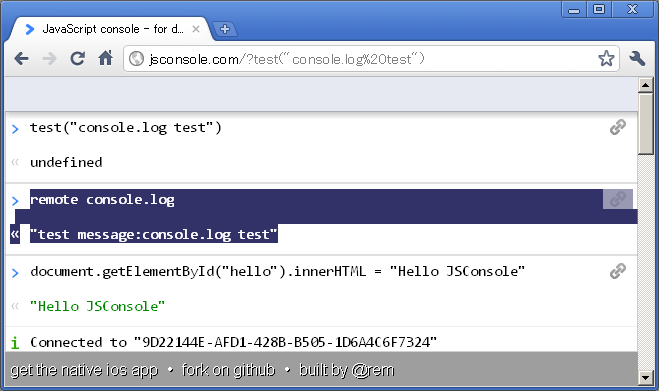 JavaScript console - for d...
jsconsole.com/?test("console.log%20test")
test("console.log test")
undefined
remote console.log
"test message:console.log test"
document.getElementById("hello").innerHTML = "Hello JSConsole"
"Hello JSConsole"
Connected to "9D22144E-AFD1-428B-B505-1D6A4C6F7324"
get the native ios app • fork on github • built by @rem